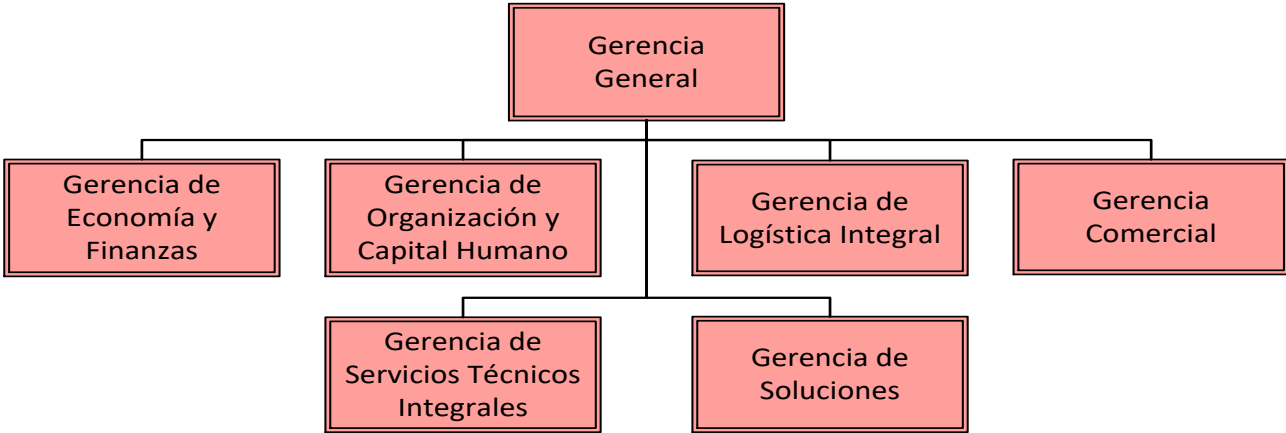 Gerencia
General
Gerencia de
Economía y
Finanzas
Gerencia de
Organización y
Capital Humano
Gerencia de
Logística Integral
Gerencia
Comercial
Gerencia de
Servicios Técnicos
Integrales
Gerencia de
Soluciones